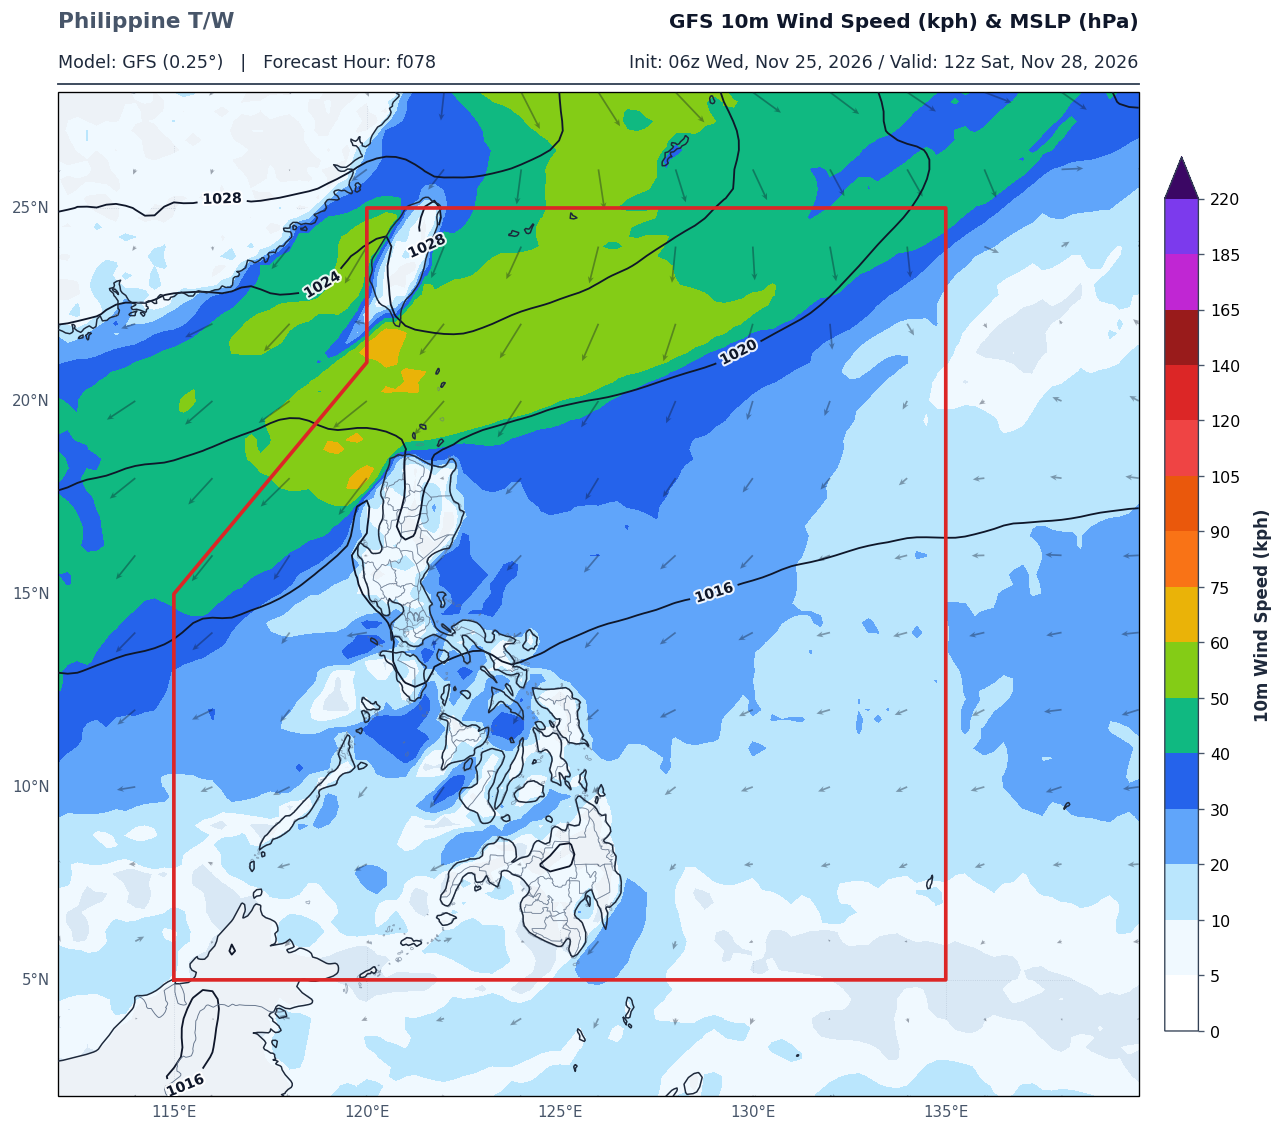 Philippine T/W
GFS 10m Wind Speed (kph) & MSLP (hPa)
Model: GFS (0.25°) | Forecast Hour: f078
Init: 06z Wed, Nov 25, 2026 / Valid: 12z Sat, Nov 28, 2026
1028
1028
1024
1020
1016
1016
25°N
20°N
15°N
10°N
5°N
115°E
120°E
125°E
130°E
135°E
220
185
165
140
120
105
90
75
60
50
40
30
20
10
5
0
10m Wind Speed (kph)